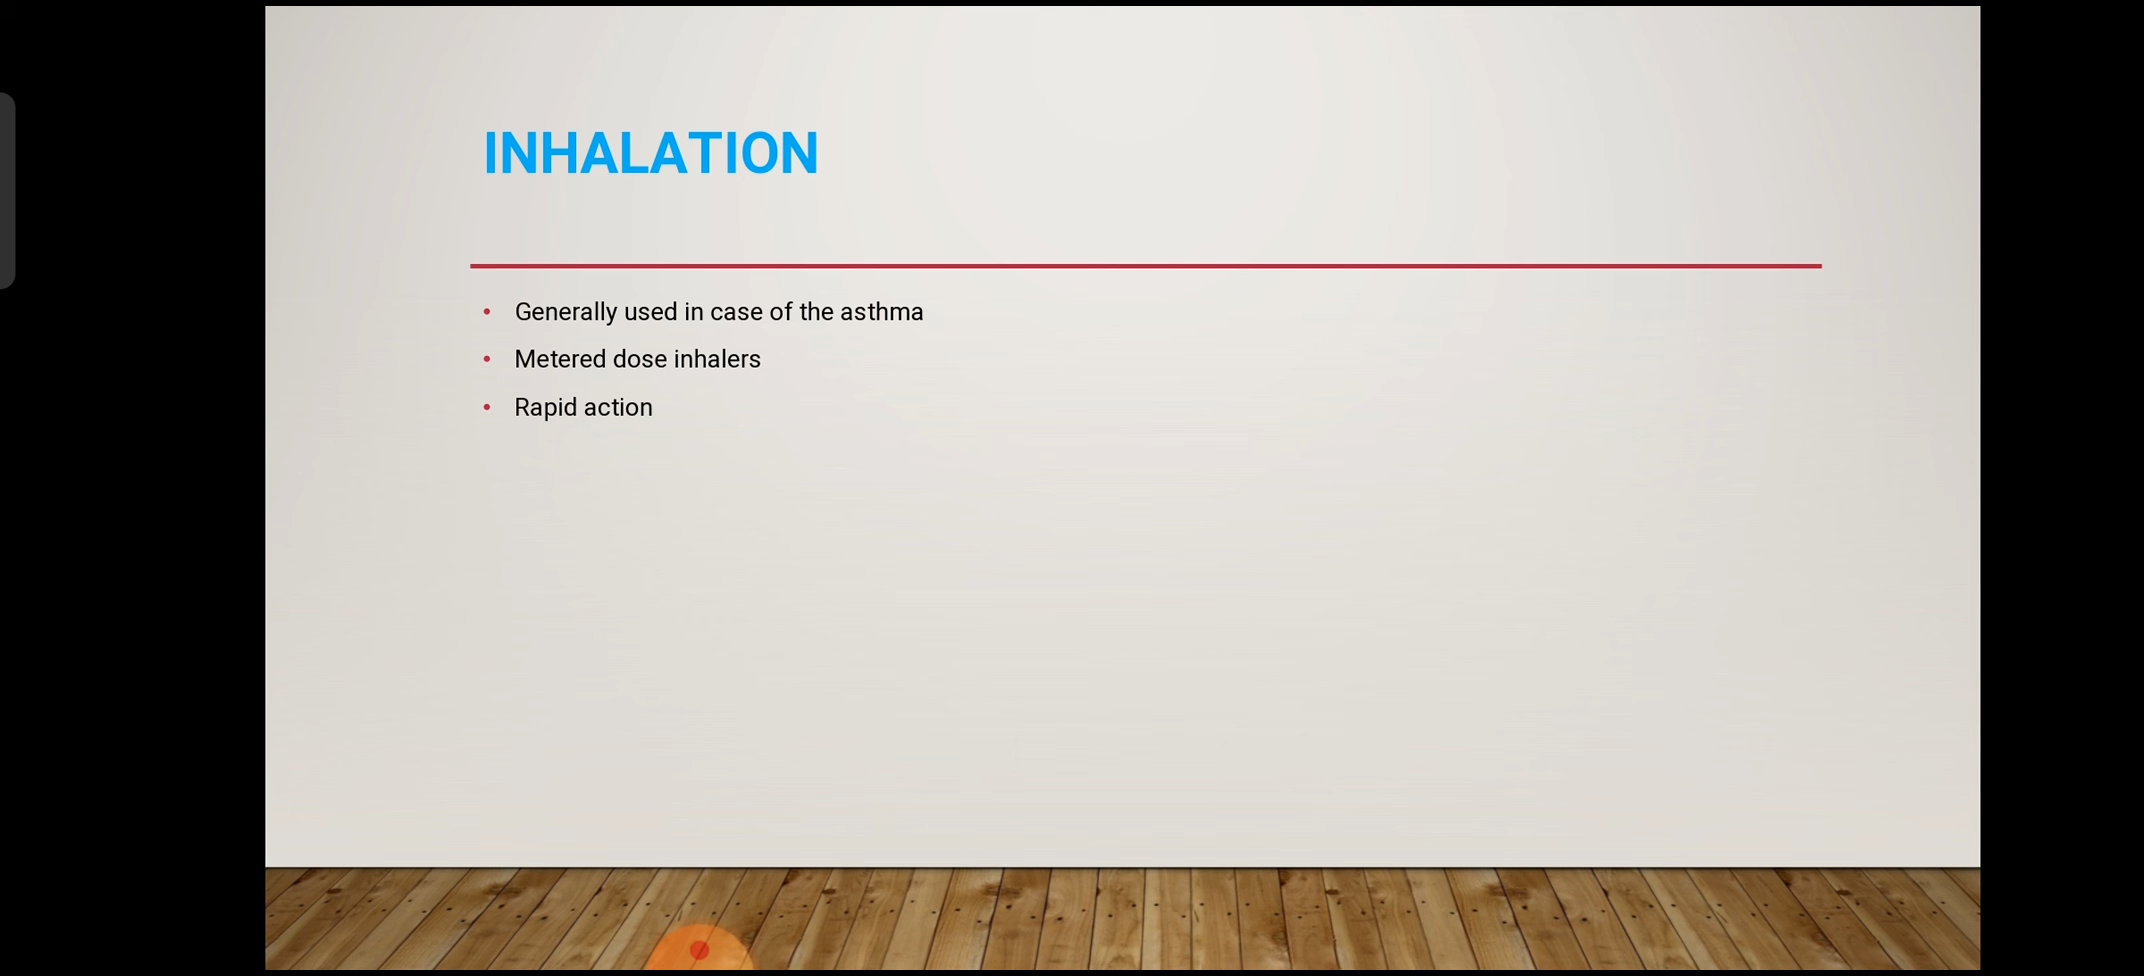 INHALATION
• Generally used in case of the asthma
• Metered dose inhalers
• Rapid action